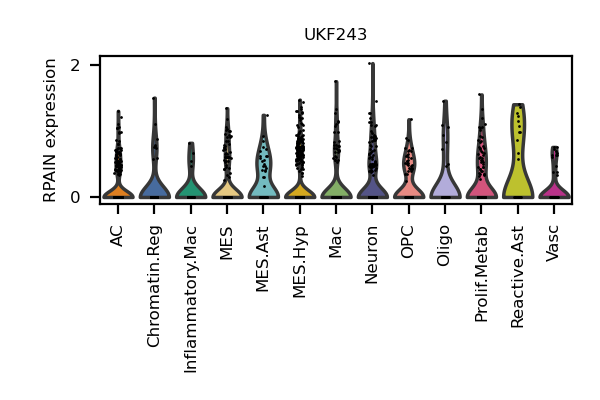 UKF243
RPAIN expression
2
0
AC
Chromatin.Reg
Inflammatory.Mac
MES
MES.Ast
MES.Hyp
Mac
Neuron
OPC
Oligo
Prolif.Metab
Reactive.Ast
Vasc